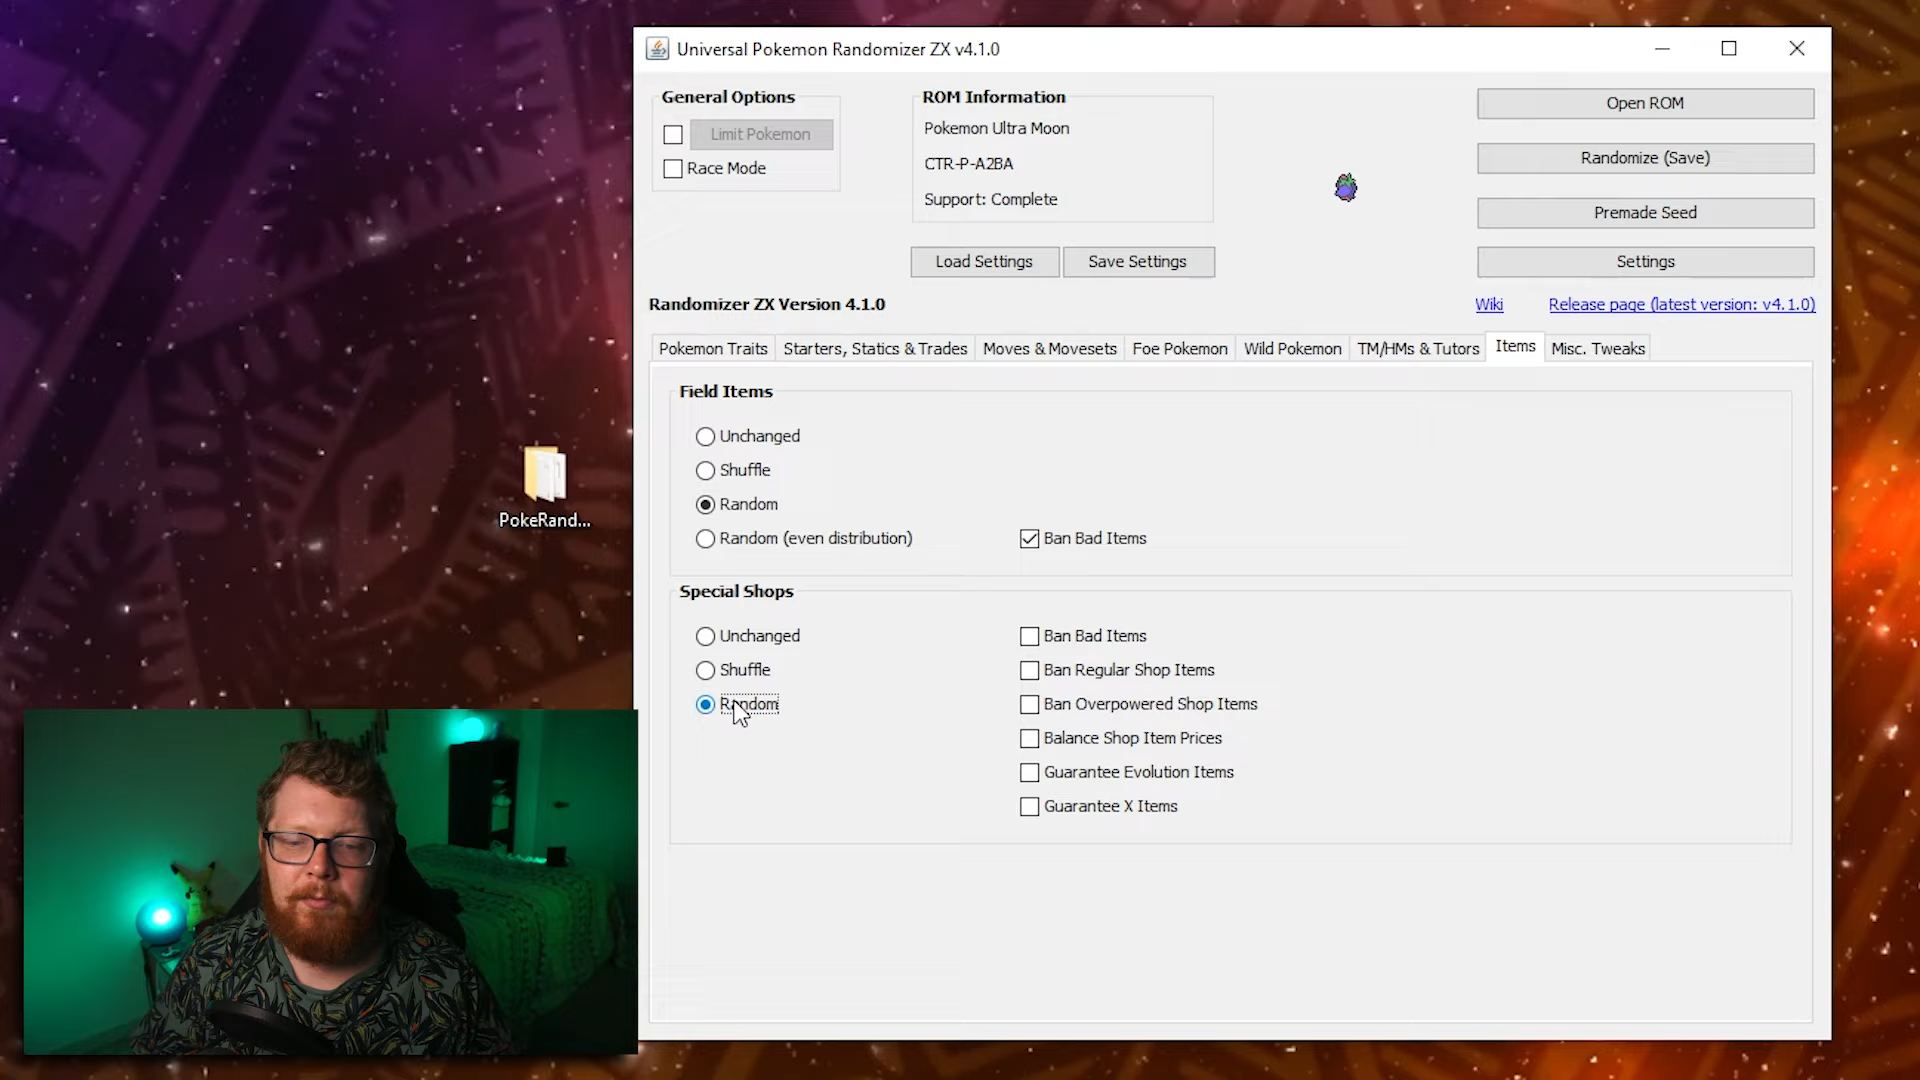 Universal Pokemon Randomizer ZX v4.1.0
General Options
Limit Pokemon
Race Mode
ROM Information
Pokemon Ultra Moon
CTR-P-A2BA
Support: Complete
Open ROM
Randomize (Save)
Premade Seed
Settings
Load Settings
Save Settings
Randomizer ZX Version 4.1.0
Wiki
Release page (latest version: v4.1.0)
Pokemon Traits
Starters, Statics & Trades
Moves & Movesets
Foe Pokemon
Wild Pokemon
TM/HMs & Tutors
Items
Misc. Tweaks
Field Items
Unchanged
Shuffle
Random
Random (even distribution)
Ban Bad Items
Special Shops
Unchanged
Shuffle
Random
Ban Bad Items
Ban Regular Shop Items
Ban Overpowered Shop Items
Balance Shop Item Prices
Guarantee Evolution Items
Guarantee X Items
PokeRand...